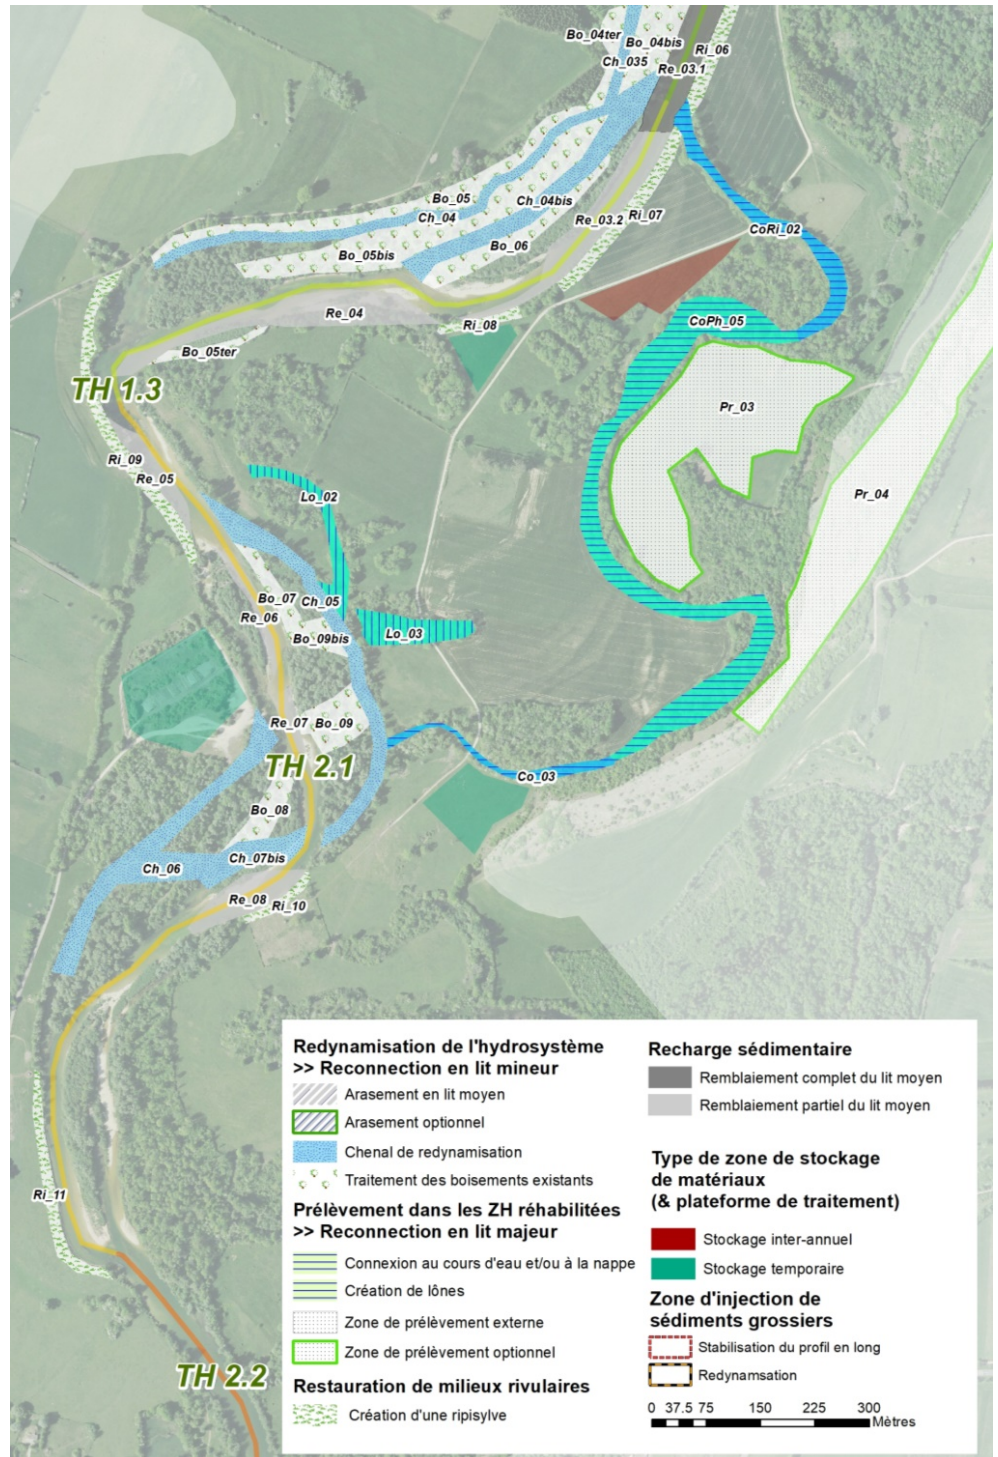 Bo_04ter
Bo_04bis
Ri_06
Ch_035
Re_03.1
Bo_05
Ch_04
Ch_04bis
Re_03.2
Ri_07
CoRi_02
Bo_05bis
Bo_06
Re_04
Ri_08
CoPh_05
Bo_05ter
TH 1.3
Pr_03
Ri_09
Re_05
Lo_02
Pr_04
Bo_07
Ch_05
Re_06
Bo_09bis
Lo_03
Re_07
Bo_09
TH 2.1
Co_03
Bo_08
Ch_06
Ch_07bis
Re_08
Ri_10
Ri_11
TH 2.2
Redynamisation de l'hydrosystème
>> Reconnection en lit mineur
Arasement en lit moyen
Arasement optionnel
Chenal de redynamisation
Traitement des boisements existants
Prélèvement dans les ZH réhabilitées
>> Reconnection en lit majeur
Connexion au cours d'eau et/ou à la nappe
Création de lônes
Zone de prélèvement externe
Zone de prélèvement optionnel
Restauration de milieux rivulaires
Création d'une ripisylve
Recharge sédimentaire
Remblaiement complet du lit moyen
Remblaiement partiel du lit moyen
Type de zone de stockage
de matériaux
(& plateforme de traitement)
Stockage inter-annuel
Stockage temporaire
Zone d'injection de
sédiments grossiers
Stabilisation du profil en long
Redynamsation
0 37.5 75 150 225 300
Mètres